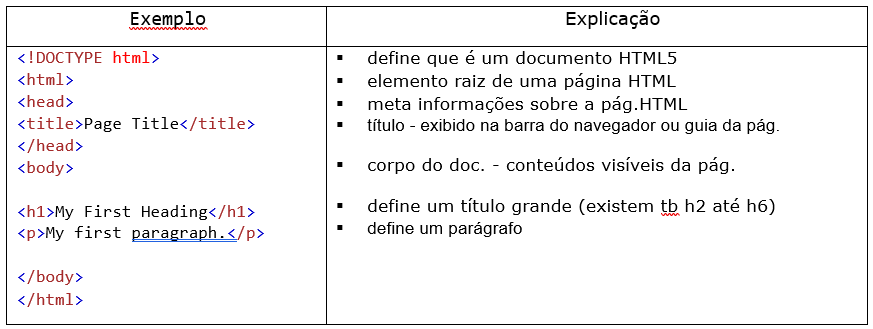 Exemplo
Explicação
<!DOCTYPE html>
<html>
<head>
<title>Page Title</title>
</head>
<body>
<h1>My First Heading</h1>
<p>My first paragraph.</p>
</body>
</html>
▪ define que é um documento HTML5
▪ elemento raiz de uma página HTML
▪ meta informações sobre a pág.HTML
▪ título - exibido na barra do navegador ou guia da pág.
▪ corpo do doc. - conteúdos visíveis da pág.
▪ define um título grande (existem tb h2 até h6)
▪ define um parágrafo